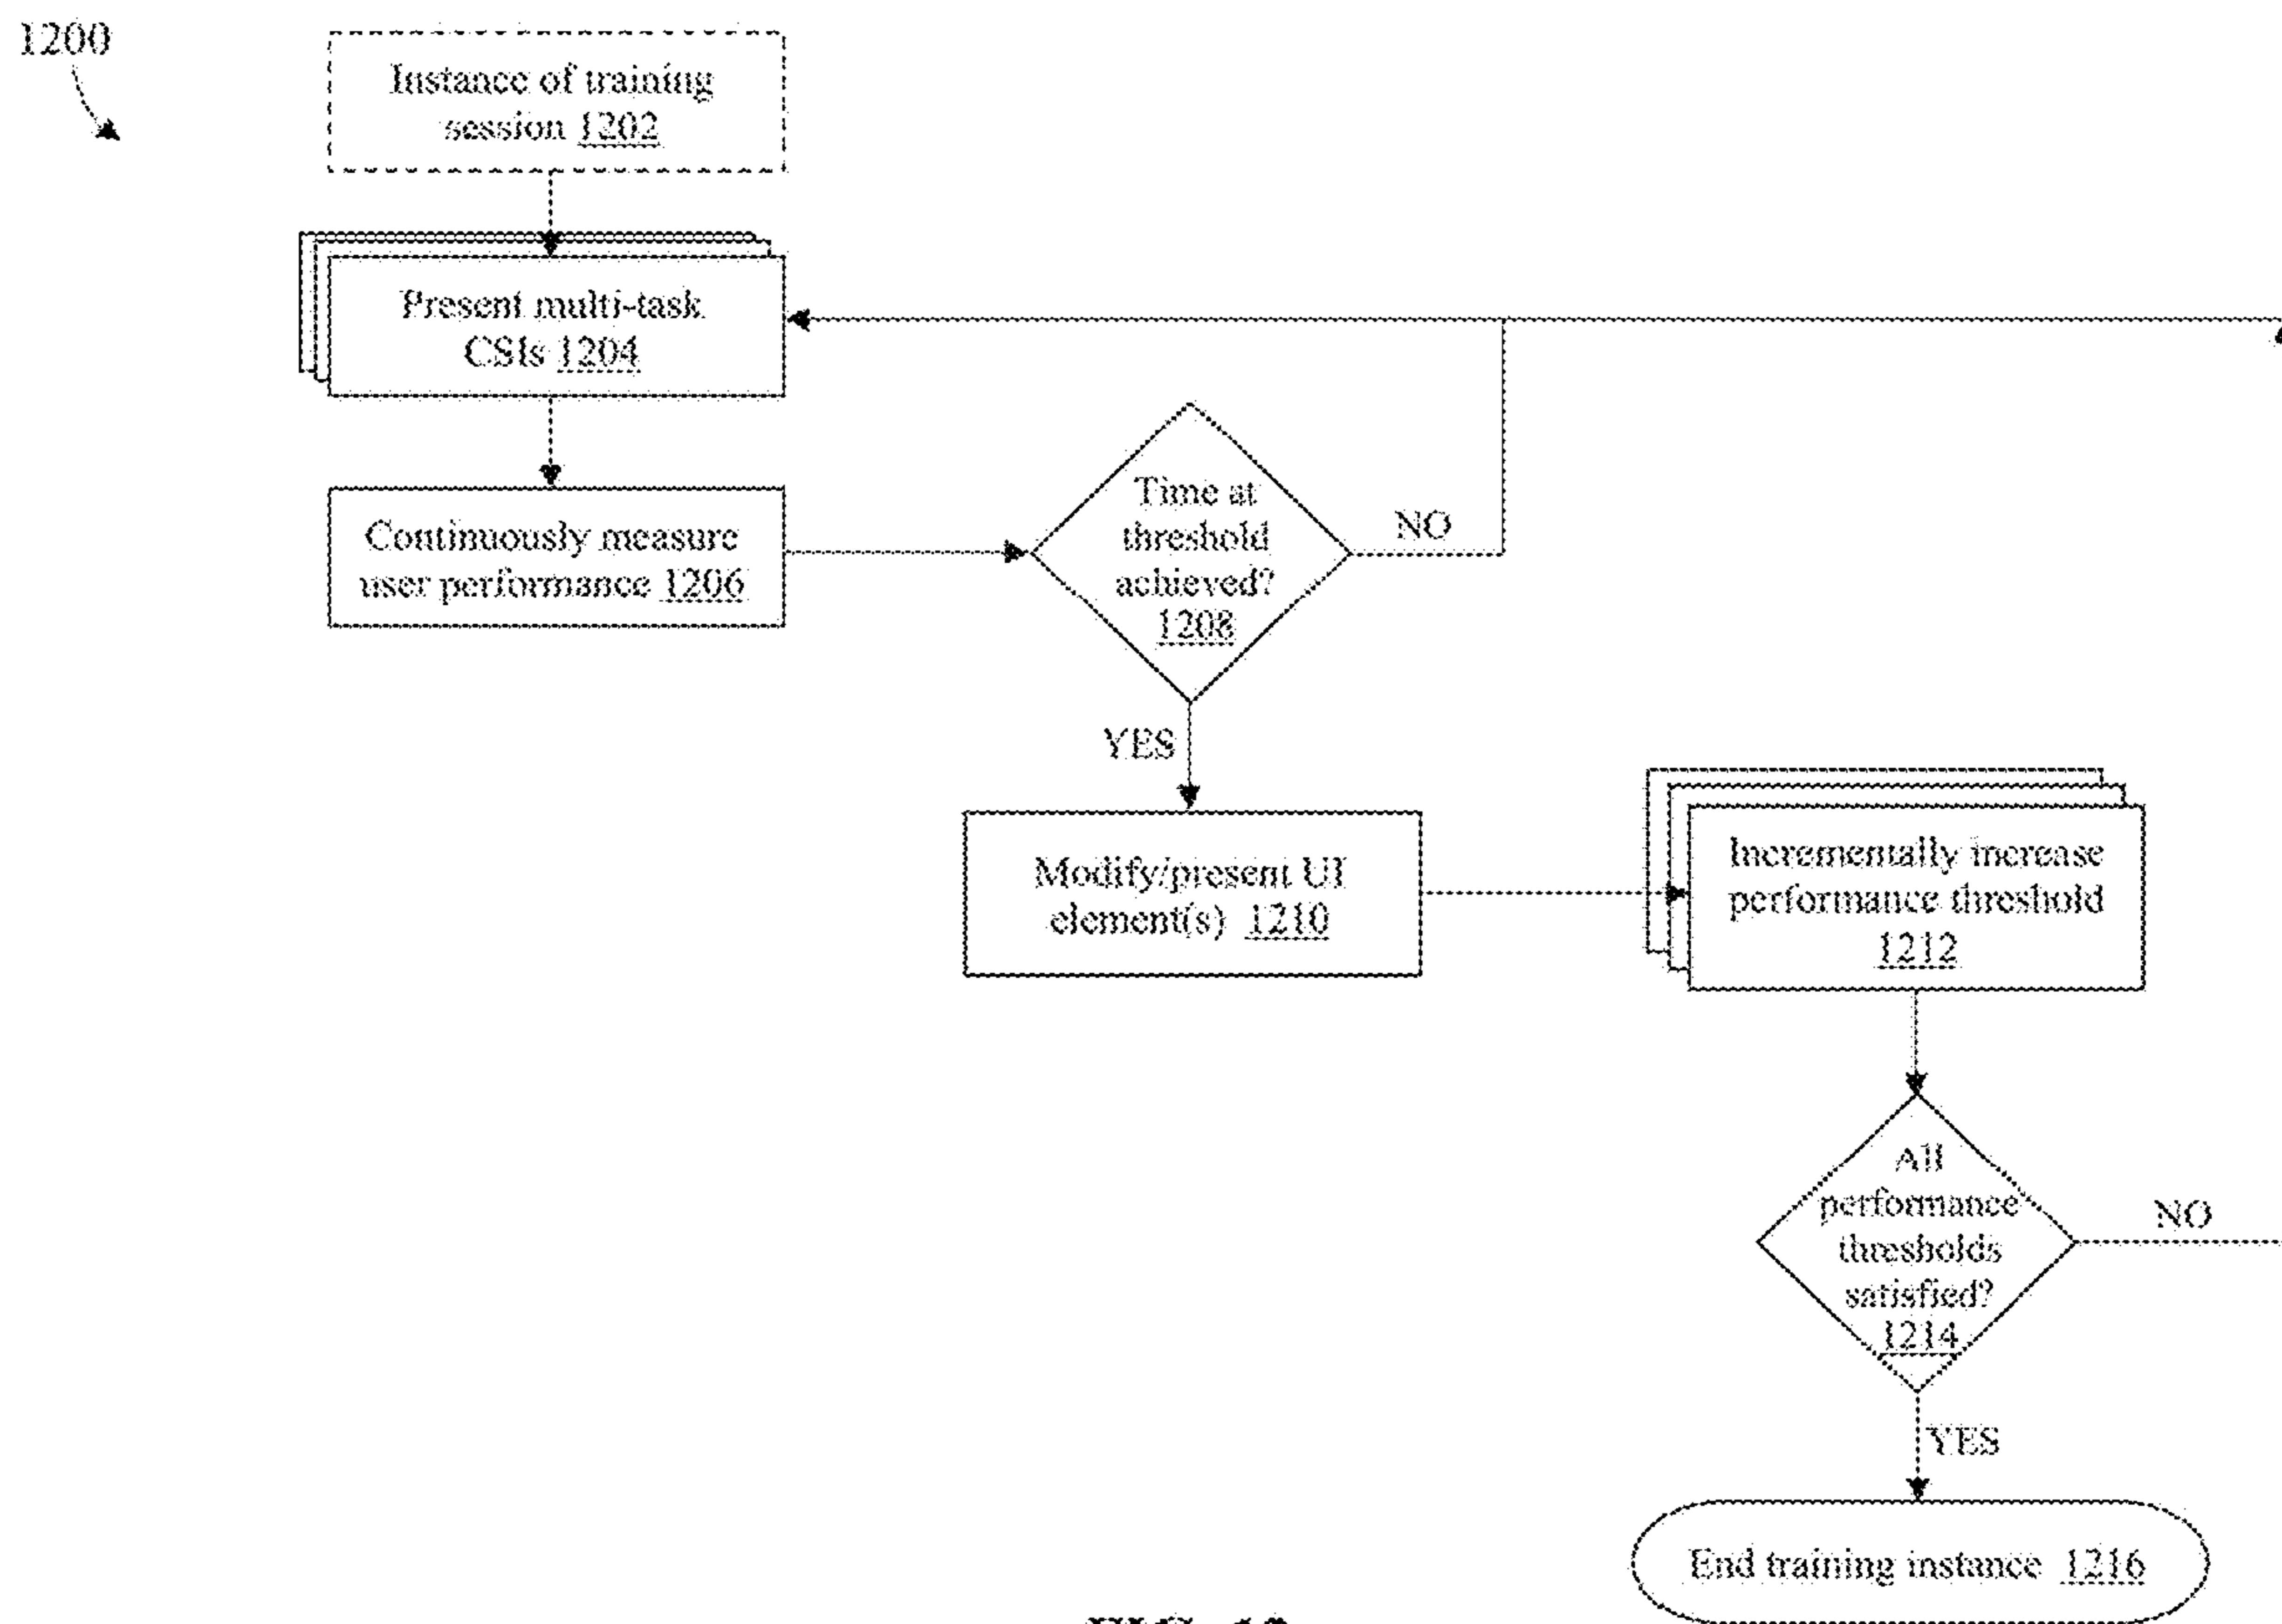 1200
Instance of training
session 1202
Present multi-task
CSIs 1204
Continuously measure
user performance 1206
Time at
threshold
achieved?
1208
NO
YES
Modify/present UI
element(s) 1210
Incrementally increase
performance threshold
1212
All
performance
thresholds
satisfied?
1214
NO
YES
End training instance 1216